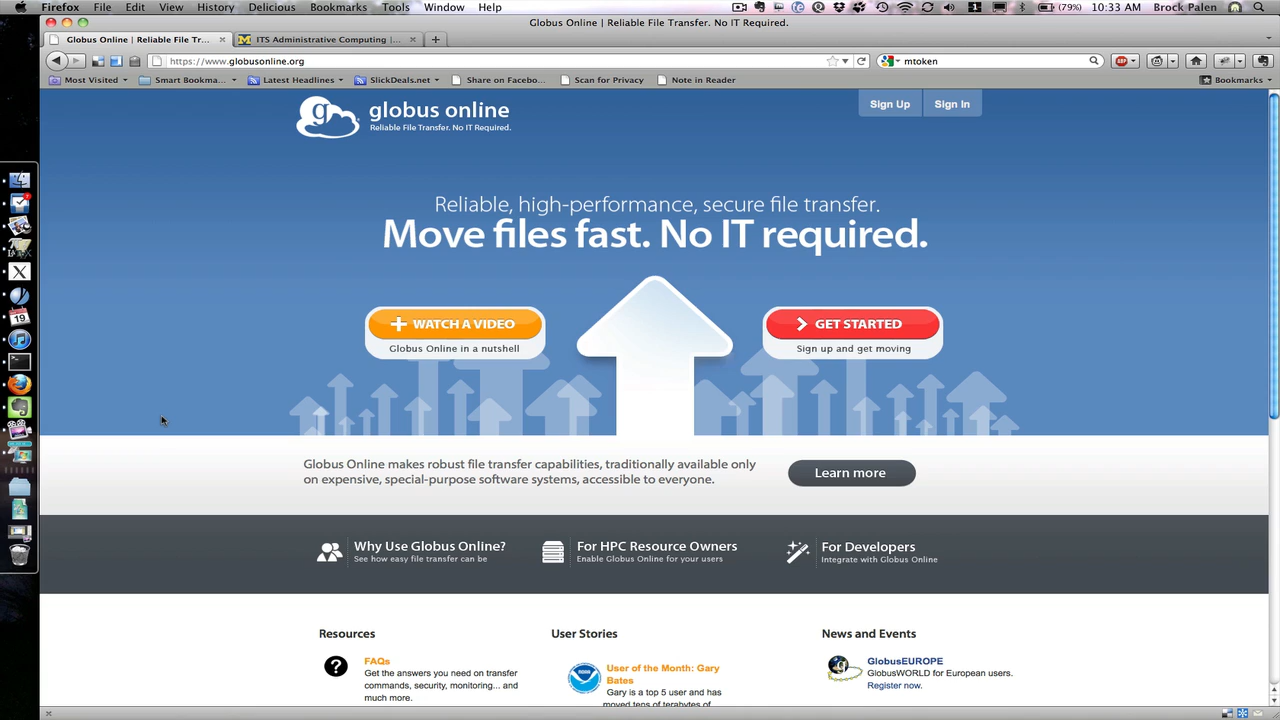 Firefox File Edit View History Delicious Bookmarks Tools Window Help (79%) 10:33 AM Brock Palen
Globus Online | Reliable File Transfer. No IT Required.
Globus Online | Reliable File Tr... ITS Administrative Computing |...
https://www.globusonline.org mtoken
Most Visited Smart Bookma... Latest Headlines SlickDeals.net Share on Facebo... Scan for Privacy Note in Reader Bookmarks
globus online
Reliable File Transfer. No IT Required.
Sign Up Sign In
Reliable, high-performance, secure file transfer.
Move files fast. No IT required.
WATCH A VIDEO
Globus Online in a nutshell
GET STARTED
Sign up and get moving
Globus Online makes robust file transfer capabilities, traditionally available only
on expensive, special-purpose software systems, accessible to everyone.
Learn more
Why Use Globus Online?
See how easy file transfer can be
For HPC Resource Owners
Enable Globus Online for your users
For Developers
Integrate with Globus Online
Resources
FAQs
Get the answers you need on transfer
commands, security, monitoring... and
much more.
User Stories
User of the Month: Gary
Bates
Gary is a top 5 user and has
moved tens of terabytes of
News and Events
GlobusEUROPE
GlobusWORLD for European users.
Register now.